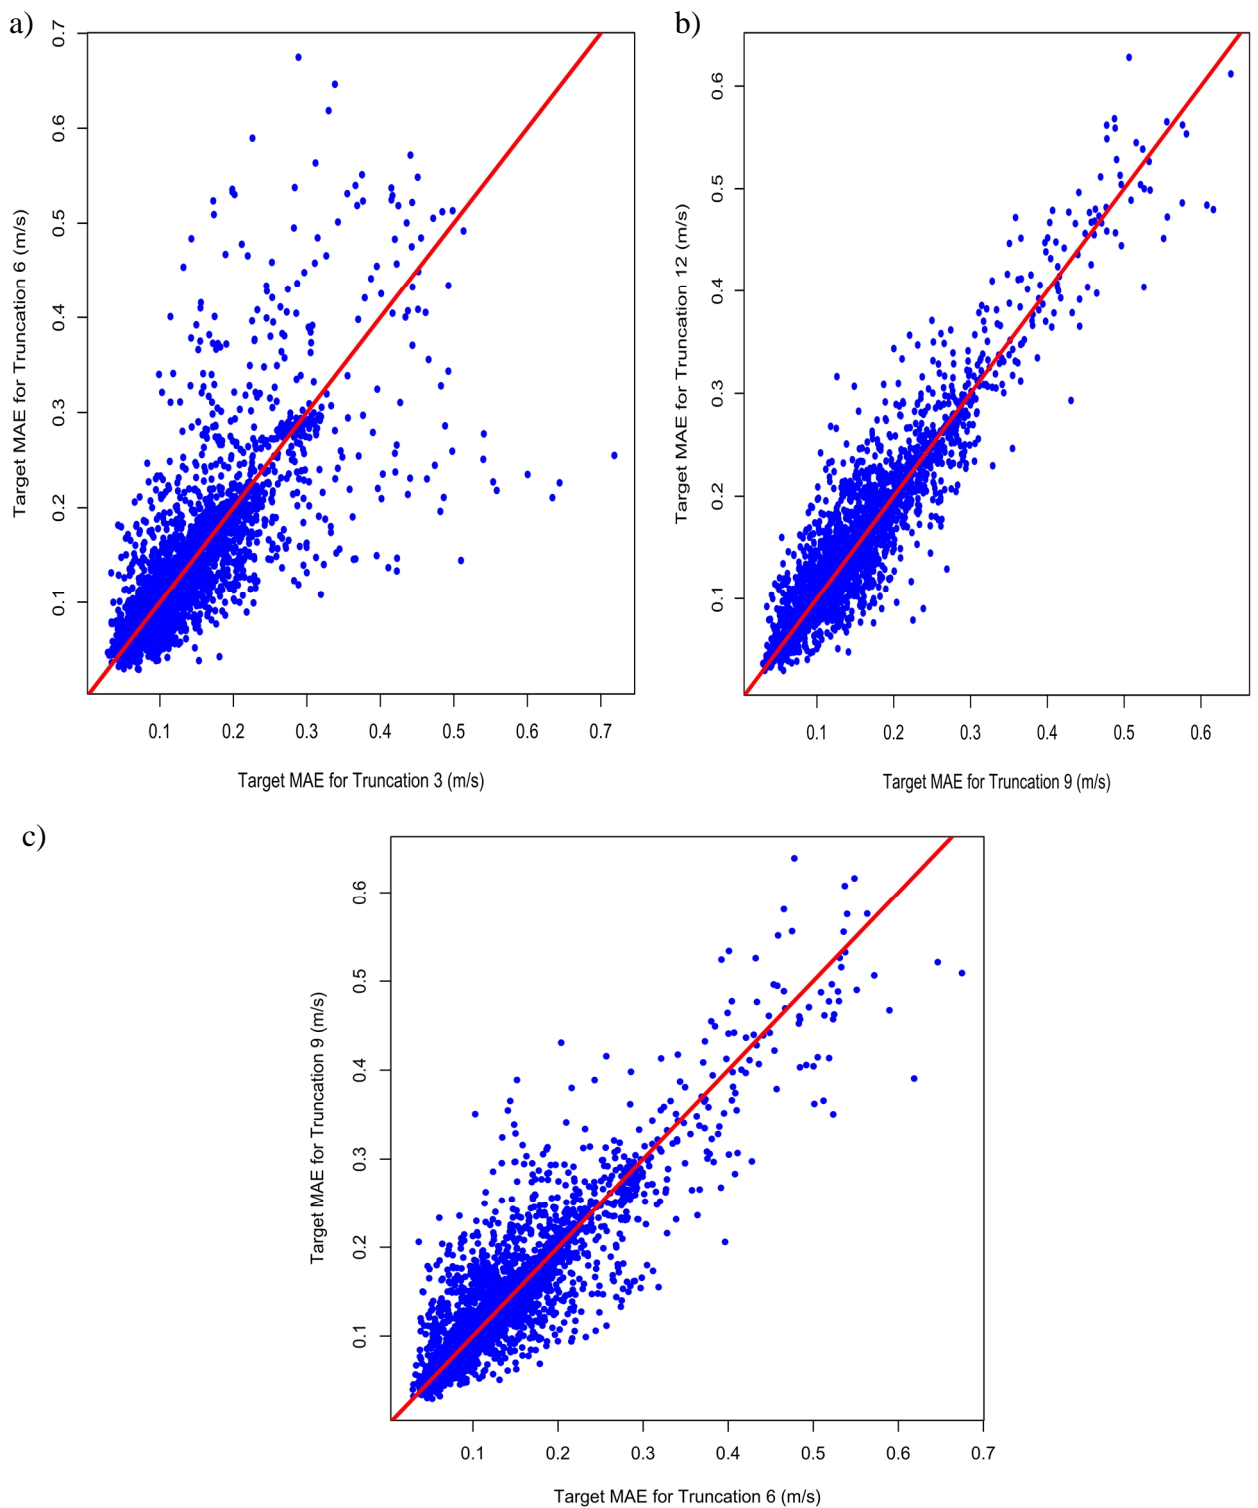 a)
0.7
0.6
0.5
0.4
0.3
0.2
0.1
Target MAE for Truncation 6 (m/s)
0.1 0.2 0.3 0.4 0.5 0.6 0.7
Target MAE for Truncation 3 (m/s)
b)
0.6
0.5
0.4
0.3
0.2
0.1
Target MAE for Truncation 12 (m/s)
0.1 0.2 0.3 0.4 0.5 0.6
Target MAE for Truncation 9 (m/s)
c)
0.6
0.5
0.4
0.3
0.2
0.1
Target MAE for Truncation 9 (m/s)
0.1 0.2 0.3 0.4 0.5 0.6 0.7
Target MAE for Truncation 6 (m/s)